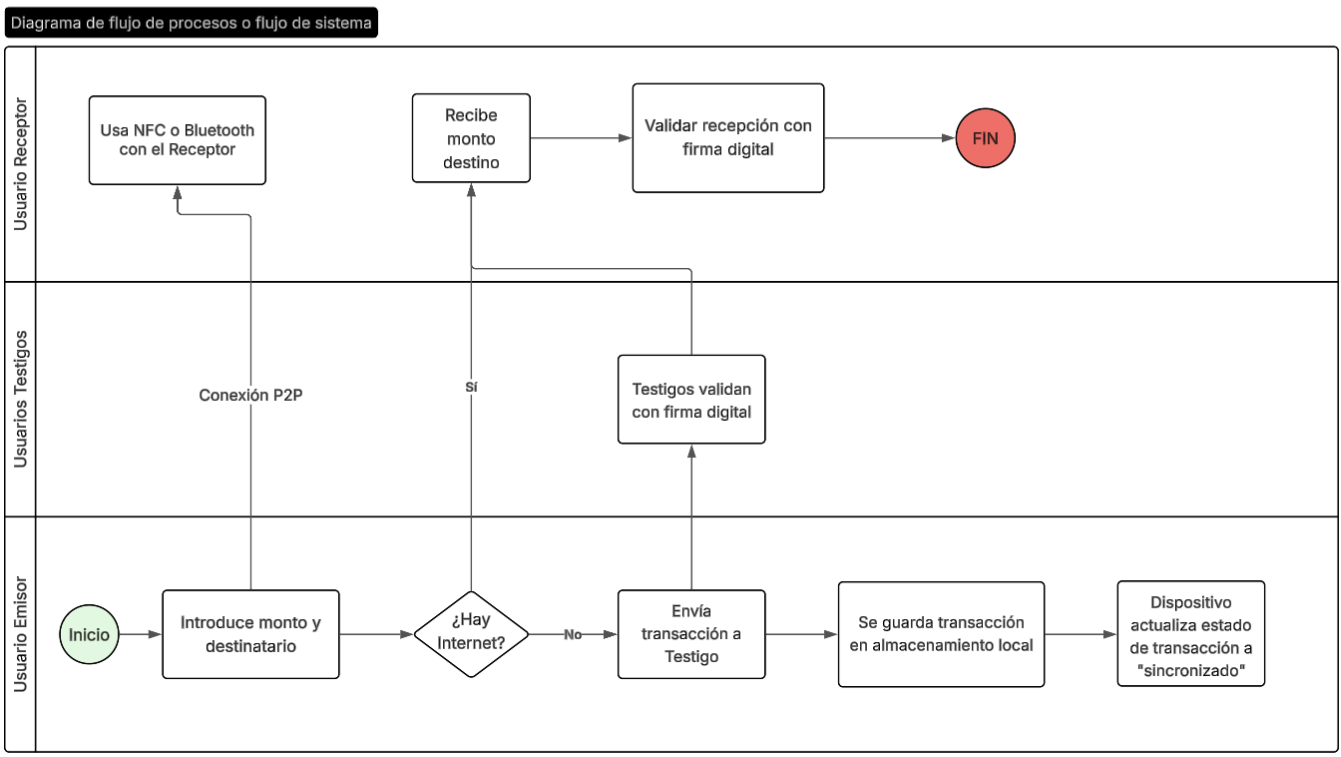 Diagrama de flujo de procesos o flujo de sistema
Usuario Receptor
Usa NFC o Bluetooth
con el Receptor
Recibe
monto
destino
Validar recepción con
firma digital
FIN
Usuarios Testigos
Conexión P2P
Sí
Testigos validan
con firma digital
Usuario Emisor
Inicio
Introduce monto y
destinatario
¿Hay
Internet?
No
Envía
transacción a
Testigo
Se guarda transacción
en almacenamiento local
Dispositivo
actualiza estado
de transacción a
"sincronizado"